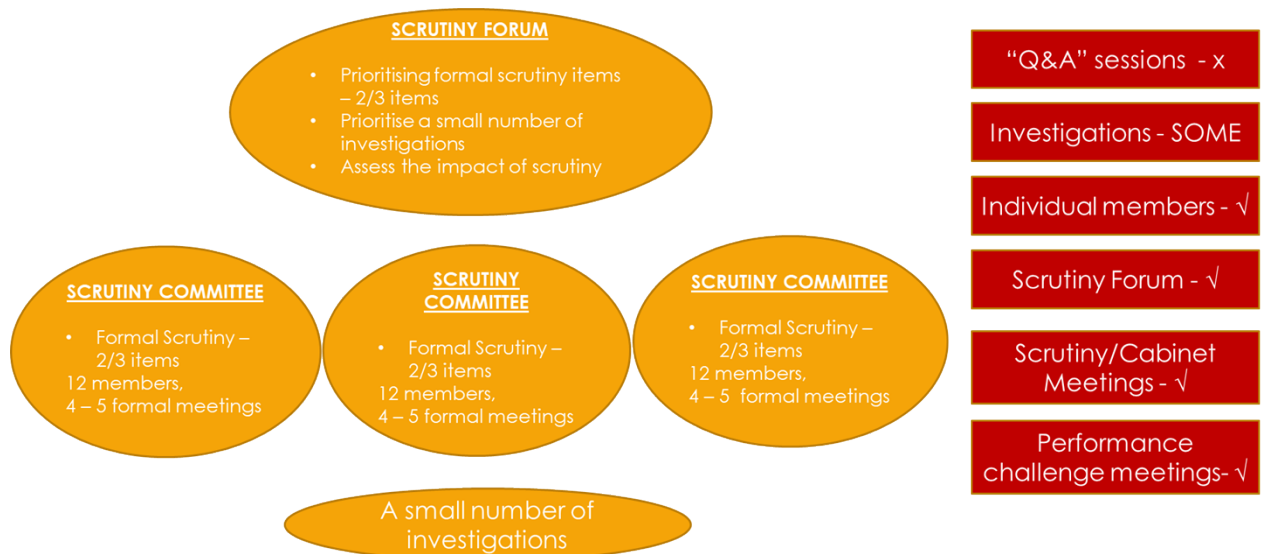 SCRUTINY FORUM
• Prioritising formal scrutiny items
– 2/3 items
• Prioritise a small number of
investigations
• Assess the impact of scrutiny
SCRUTINY COMMITTEE
• Formal Scrutiny –
2/3 items
12 members,
4 – 5 formal meetings
SCRUTINY
COMMITTEE
• Formal Scrutiny –
2/3 items
12 members,
4 – 5 formal meetings
SCRUTINY COMMITTEE
• Formal Scrutiny –
2/3 items
12 members,
4 – 5 formal meetings
A small number of
investigations
“Q&A” sessions - x
Investigations - SOME
Individual members - √
Scrutiny Forum - √
Scrutiny/Cabinet
Meetings - √
Performance
challenge meetings- √